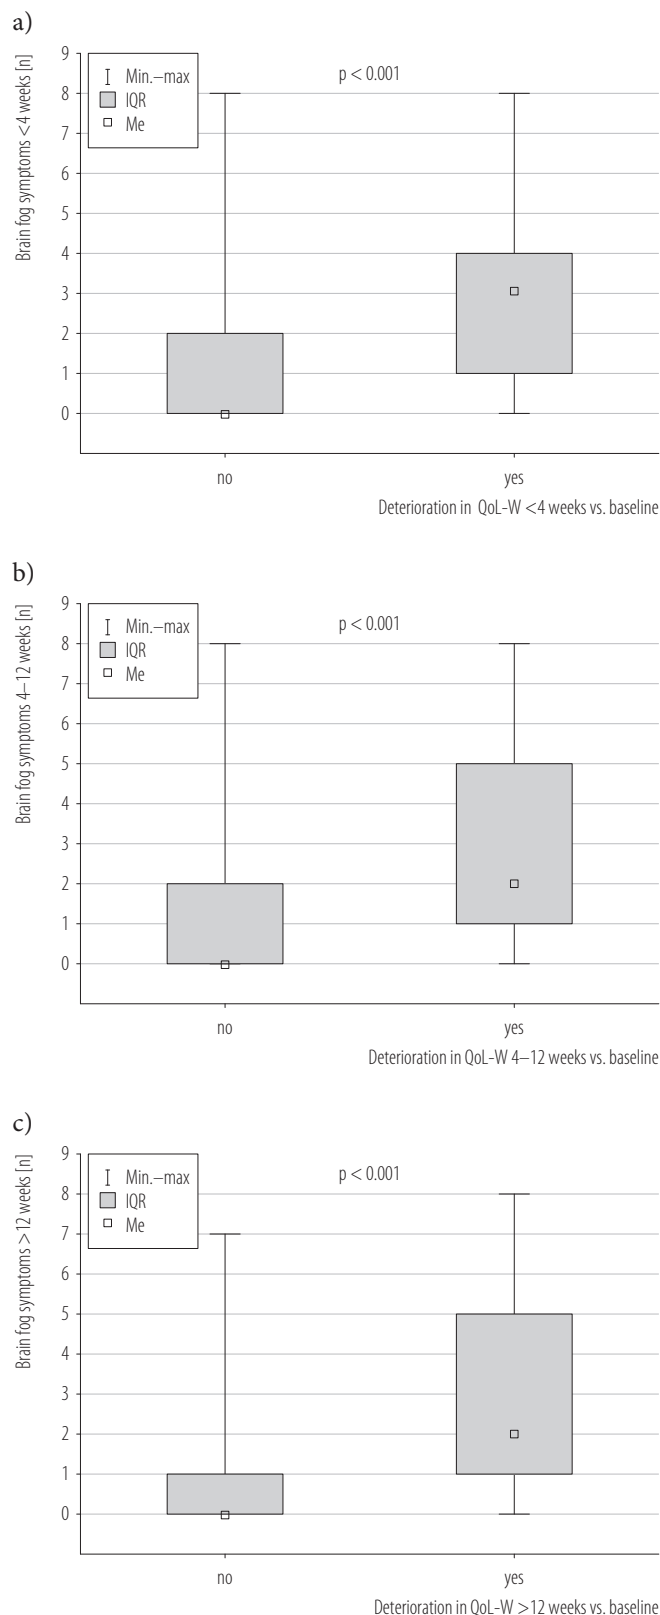 a)
Brain fog symptoms <4 weeks [n]
9
8
7
6
5
4
3
2
1
0
Min.–max
IQR
Me
p < 0.001
no
yes
Deterioration in QoL-W <4 weeks vs. baseline
b)
Brain fog symptoms 4–12 weeks [n]
9
8
7
6
5
4
3
2
1
0
Min.–max
IQR
Me
p < 0.001
no
yes
Deterioration in QoL-W 4–12 weeks vs. baseline
c)
Brain fog symptoms >12 weeks [n]
9
8
7
6
5
4
3
2
1
0
Min.–max
IQR
Me
p < 0.001
no
yes
Deterioration in QoL-W >12 weeks vs. baseline